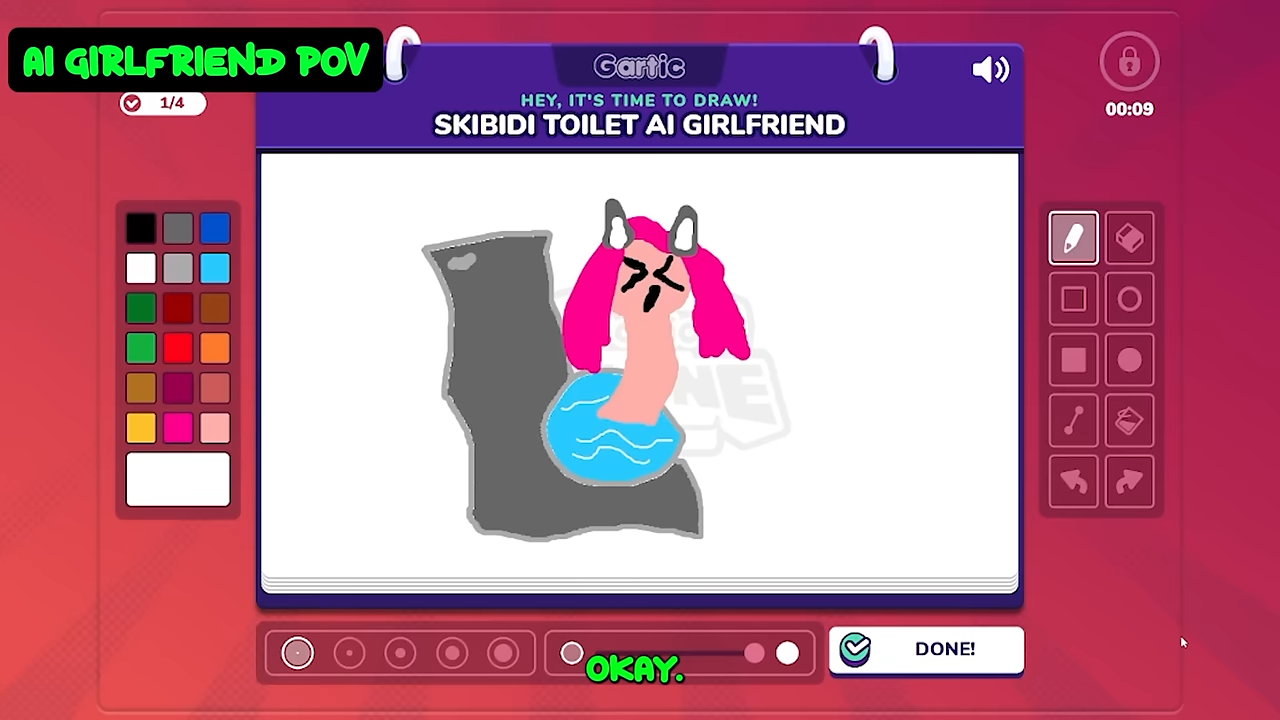 AI GIRLFRIEND POV
1/4
Gartic
HEY, IT'S TIME TO DRAW!
SKIBIDI TOILET AI GIRLFRIEND
00:09
DONE!
OKAY.